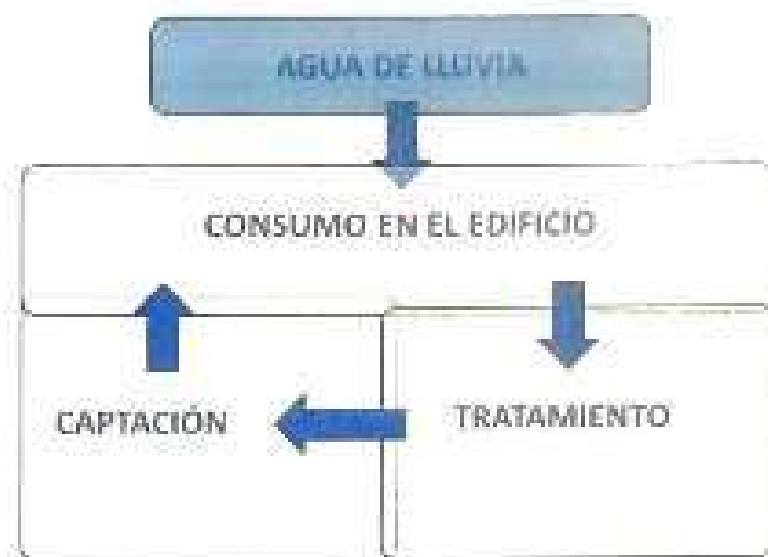 AGUA DE LLUVIA
CONSUMO EN EL EDIFICIO
CAPTACIÓN
TRATAMIENTO